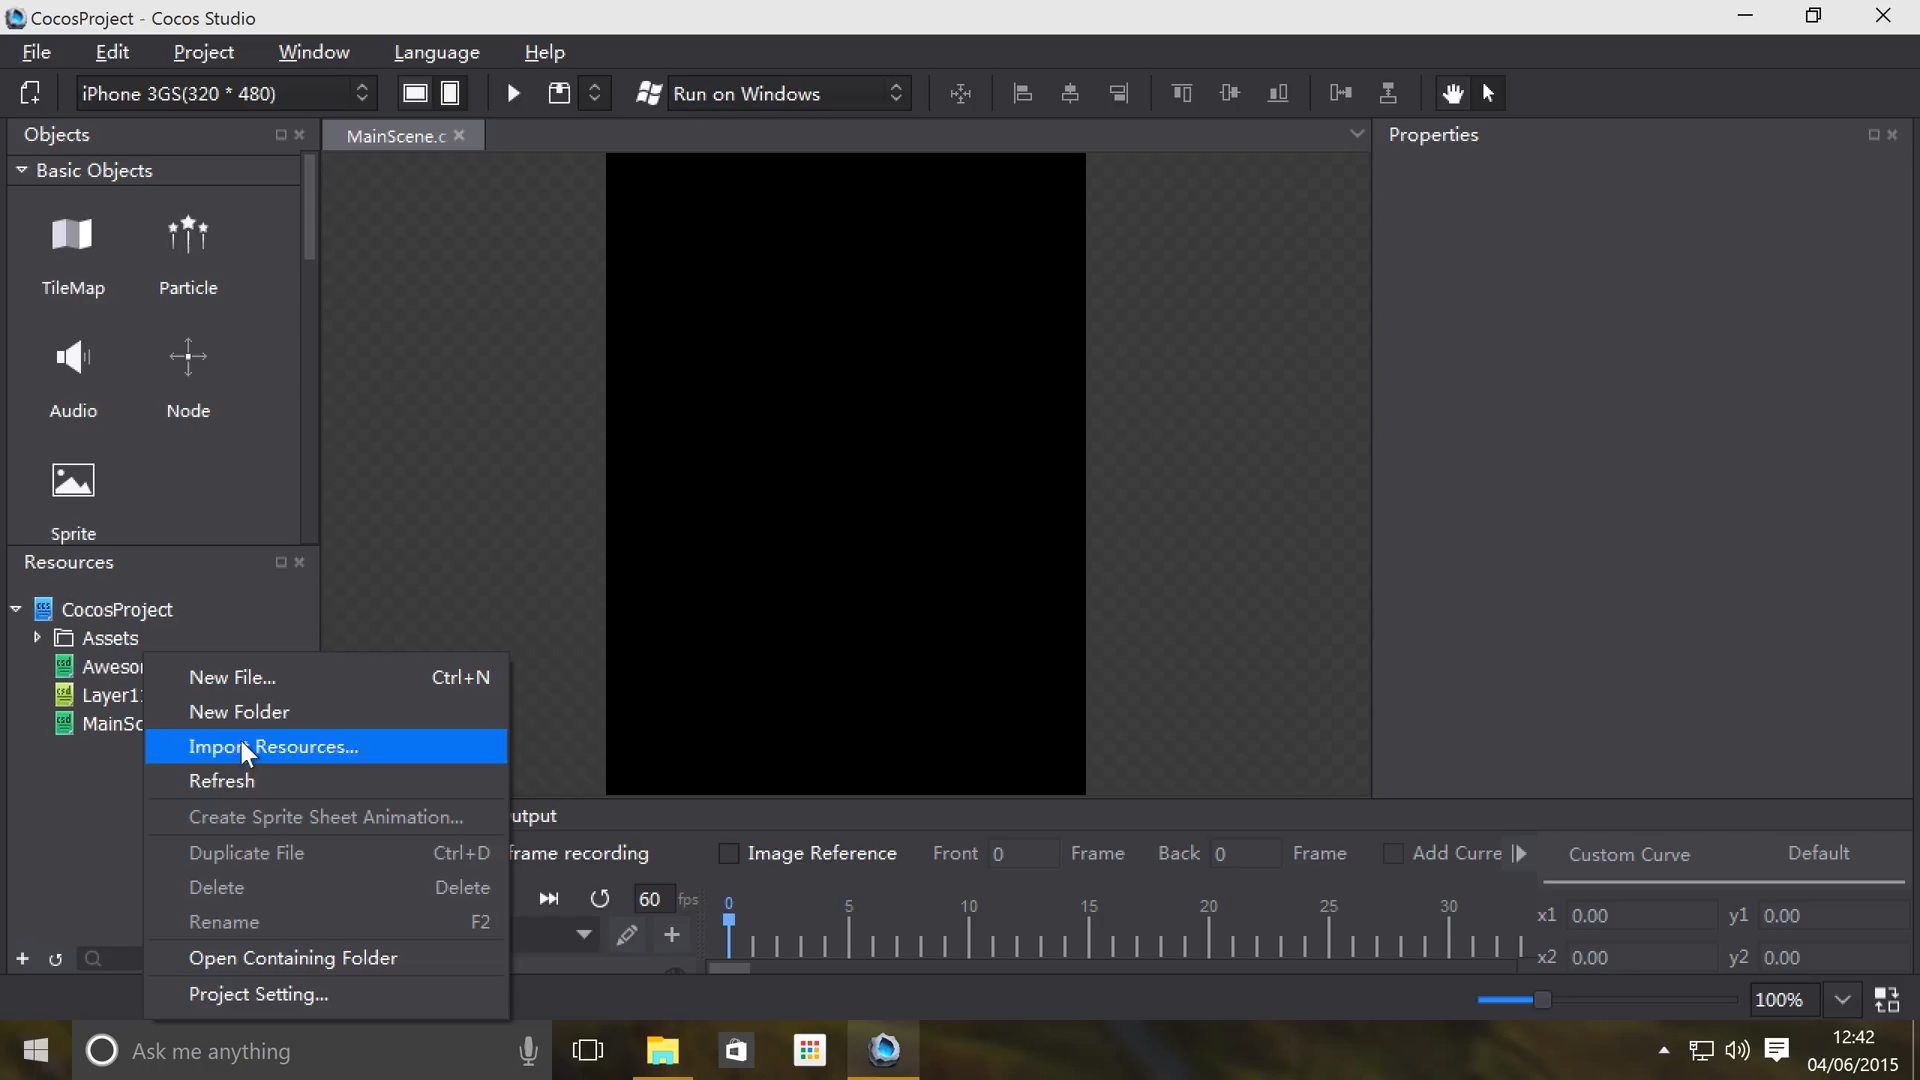 CocosProject - Cocos Studio
File Edit Project Window Language Help
iPhone 3GS(320 * 480) Run on Windows
Objects
MainScene.c
Properties
Basic Objects
TileMap Particle
Audio Node
Sprite
Resources
CocosProject
Assets
Layer1
New File... Ctrl+N
New Folder
Import Resources...
Refresh
Create Sprite Sheet Animation...
Duplicate File Ctrl+D
Delete Delete
Rename F2
Open Containing Folder
Project Setting...
utput
frame recording Image Reference Front 0 Frame Back 0 Frame Add Curre Custom Curve Default
60 fps 0 5 10 15 20 25 30
x1 0.00 y1 0.00
x2 0.00 y2 0.00
100%
Ask me anything
12:42
04/06/2015